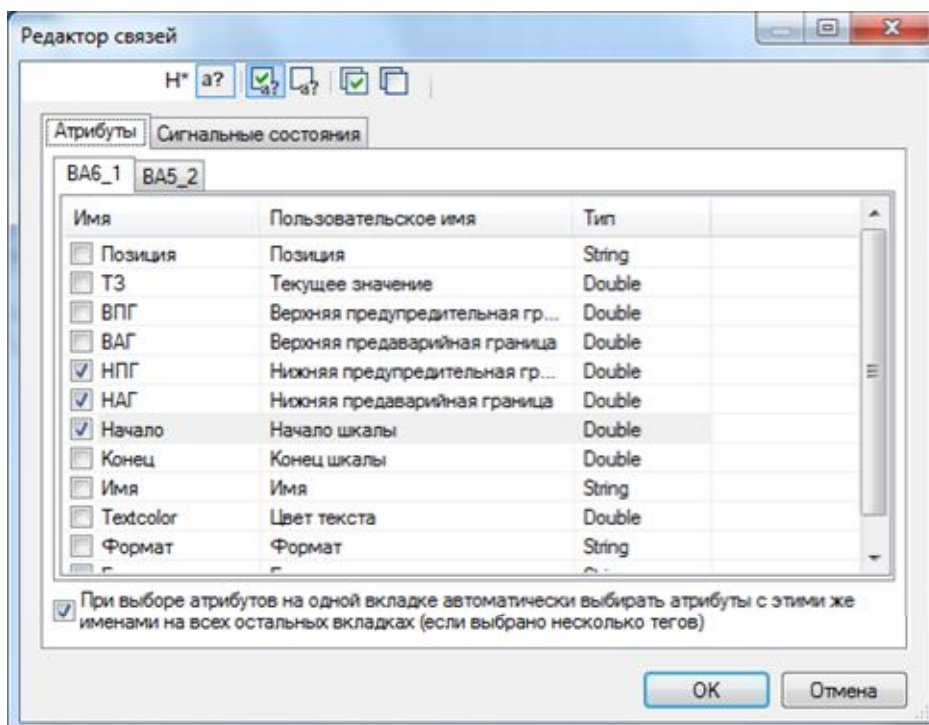 Редактор связей
H* a? a? a?
Атрибуты Сигнальные состояния
BA6_1 BA5_2
Имя Пользовательское имя Тип
Позиция Позиция String
ТЗ Текущее значение Double
ВПГ Верхняя предупредительная гр... Double
ВАГ Верхняя предаварийная граница Double
НПГ Нижняя предупредительная гр... Double
НАГ Нижняя предаварийная граница Double
Начало Начало шкалы Double
Конец Конец шкалы Double
Имя Имя String
Textcolor Цвет текста Double
Формат Формат String
При выборе атрибутов на одной вкладке автоматически выбирать атрибуты с этими же
именами на всех остальных вкладках (если выбрано несколько тегов)
OK Отмена